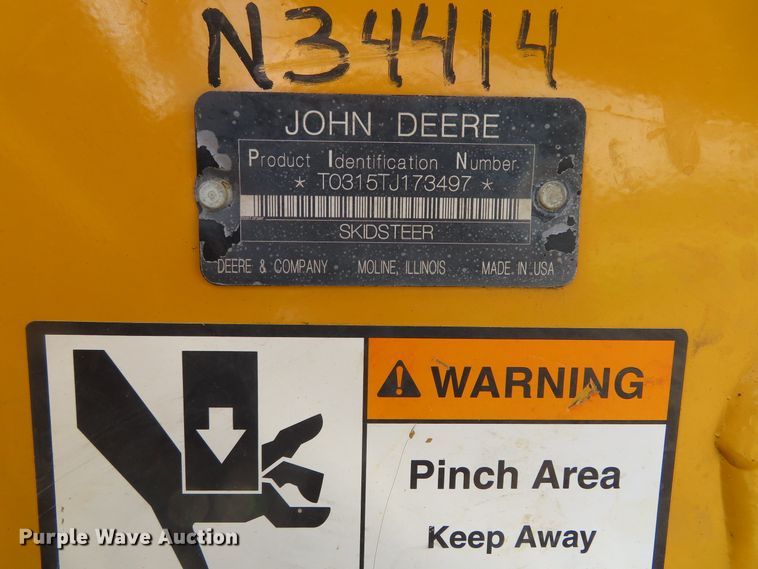 N34414
JOHN DEERE
Product Identification Number
* T0315TJ173497 *
SKIDSTEER
DEERE & COMPANY MOLINE, ILLINOIS MADE IN USA
WARNING
Pinch Area
Keep Away
Purple Wave Auction